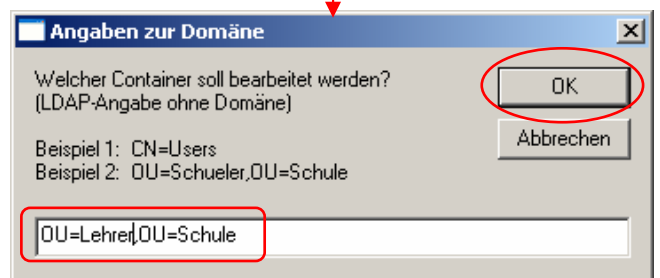 Angaben zur Domäne
Welcher Container soll bearbeitet werden?
(LDAP-Angabe ohne Domäne)
OK
Abbrechen
Beispiel 1: CN=Users
Beispiel 2: OU=Schueler,OU=Schule
OU=Lehrer,OU=Schule